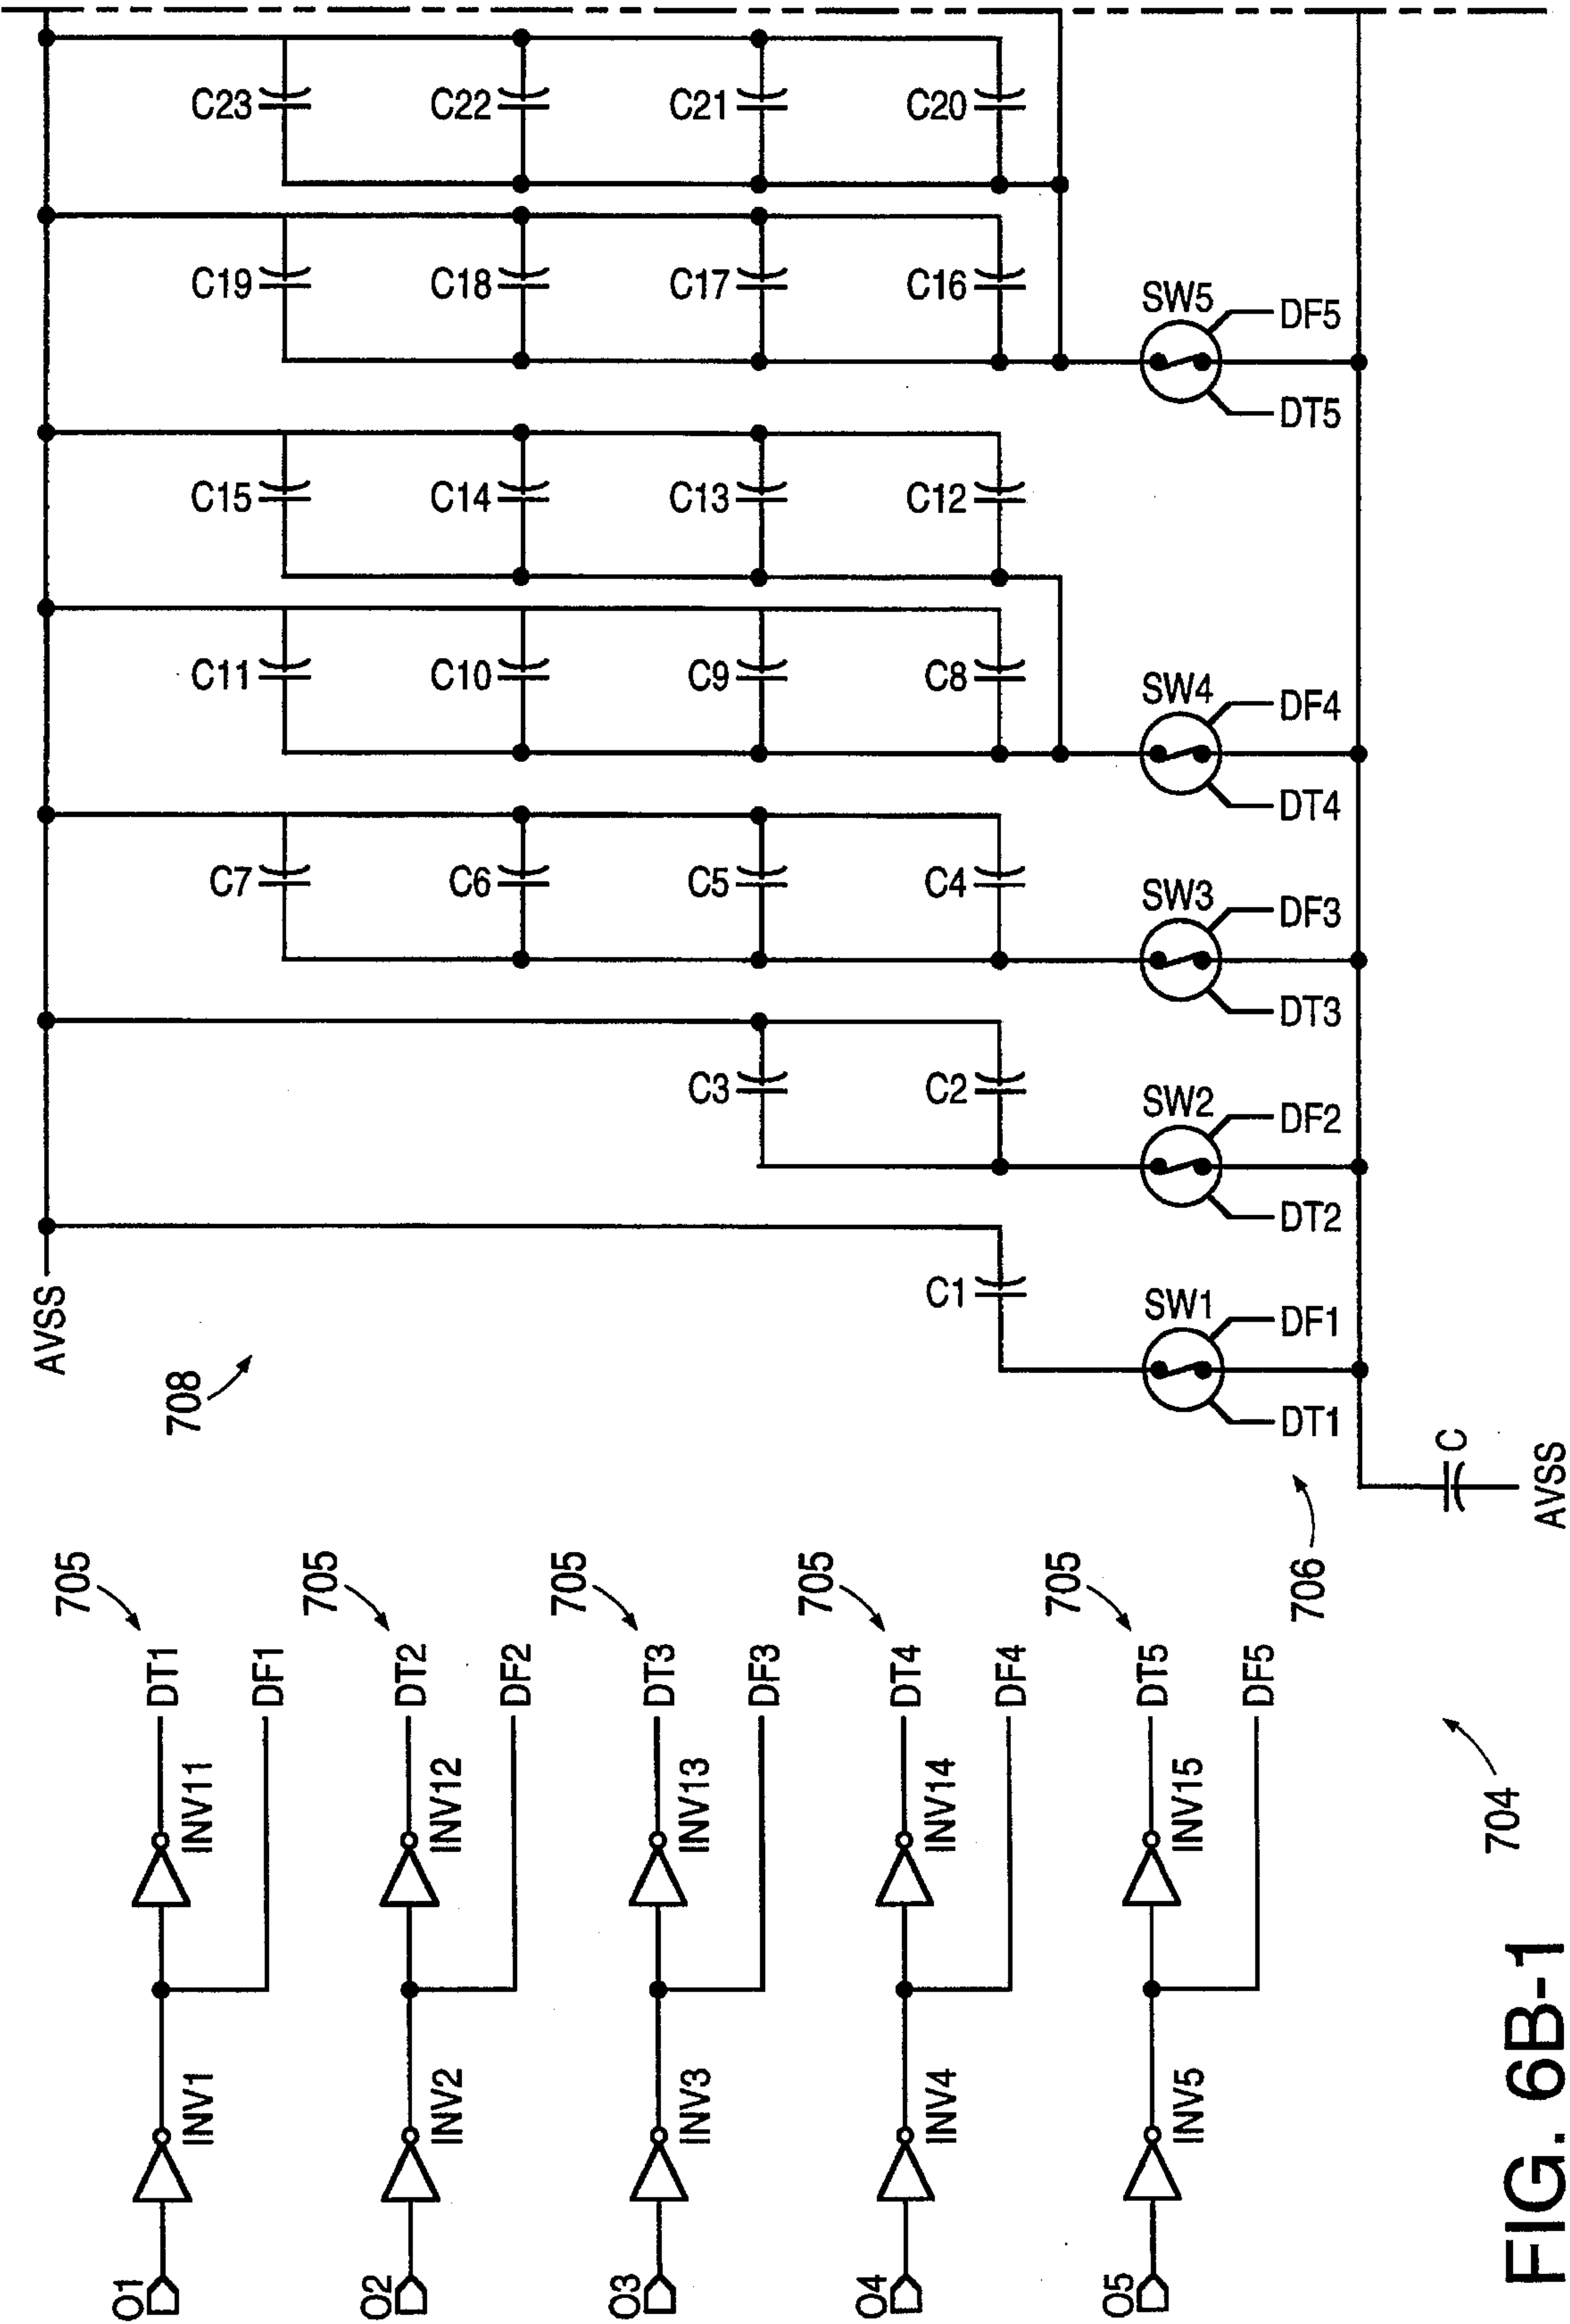 O1
INV1
INV11
DT1
DF1
705
O2
INV2
INV12
DT2
DF2
705
O3
INV3
INV13
DT3
DF3
705
O4
INV4
INV14
DT4
DF4
705
O5
INV5
INV15
DT5
DF5
705
704
706
708
AVSS
C23
C22
C21
C20
C19
C18
C17
C16
C15
C14
C13
C12
C11
C10
C9
C8
C7
C6
C5
C4
C3
C2
C1
SW1
DF1
DT1
SW2
DF2
DT2
SW3
DF3
DT3
SW4
DF4
DT4
SW5
DF5
DT5
C
AVSS
FIG. 6B-1